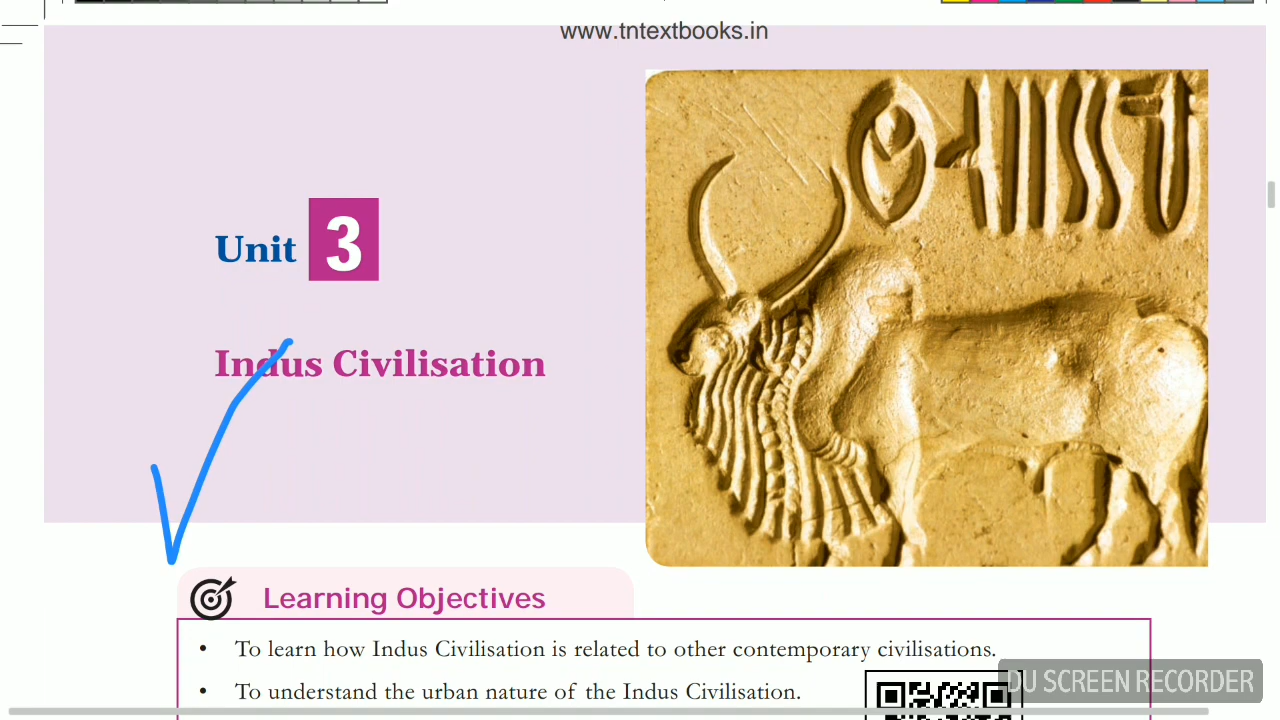 www.tntextbooks.in
Unit 3
Indus Civilisation
Learning Objectives
• To learn how Indus Civilisation is related to other contemporary civilisations.
• To understand the urban nature of the Indus Civilisation.
DU SCREEN RECORDER